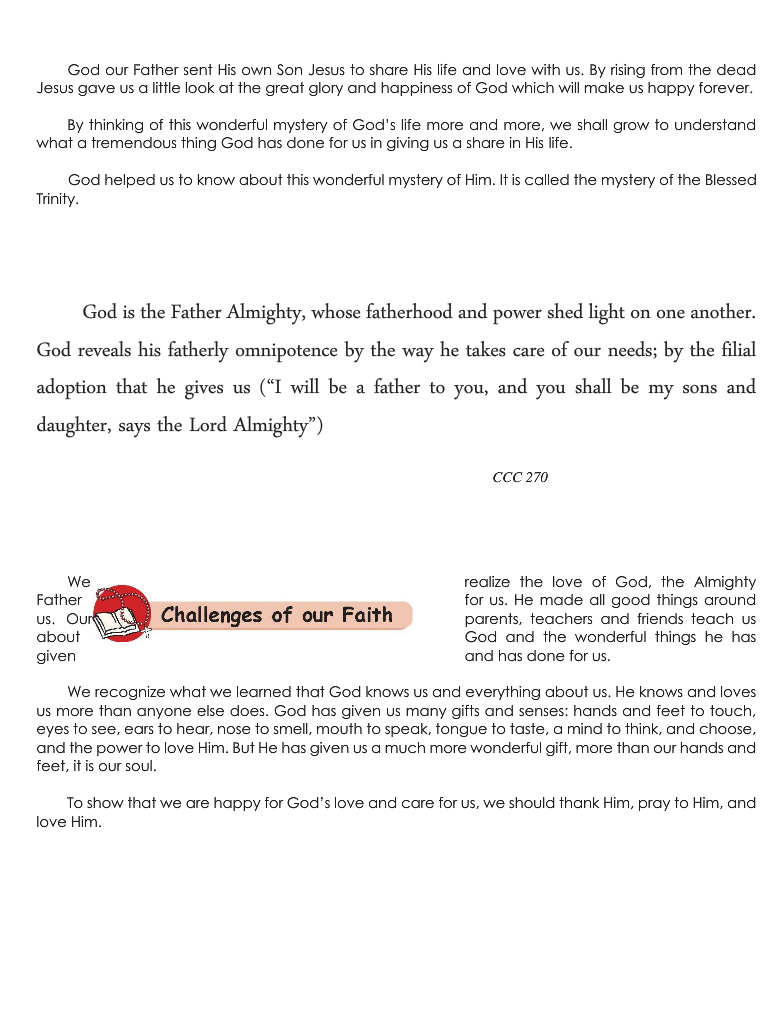 God our Father sent His own Son Jesus to share His life and love with us. By rising from the dead
Jesus gave us a little look at the great glory and happiness of God which will make us happy forever.
By thinking of this wonderful mystery of God's life more and more, we shall grow to understand
what a tremendous thing God has done for us in giving us a share in His life.
God helped us to know about this wonderful mystery of Him. It is called the mystery of the Blessed
Trinity.
God is the Father Almighty, whose fatherhood and power shed light on one another.
God reveals his fatherly omnipotence by the way he takes care of our needs; by the filial
adoption that he gives us (“I will be a father to you, and you shall be my sons and
daughter, says the Lord Almighty”)
CCC 270
Challenges of our Faith
We realize the love of God, the Almighty
Father for us. He made all good things around
us. Our parents, teachers and friends teach us
about God and the wonderful things he has
given and has done for us.
We recognize what we learned that God knows us and everything about us. He knows and loves
us more than anyone else does. God has given us many gifts and senses: hands and feet to touch,
eyes to see, ears to hear, nose to smell, mouth to speak, tongue to taste, a mind to think, and choose,
and the power to love Him. But He has given us a much more wonderful gift, more than our hands and
feet, it is our soul.
To show that we are happy for God's love and care for us, we should thank Him, pray to Him, and
love Him.